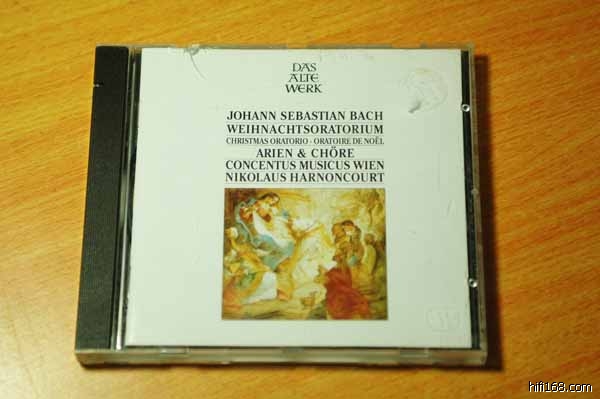 DAS
ALTE
WERK
JOHANN SEBASTIAN BACH
WEIHNACHTSORATORIUM
CHRISTMAS ORATORIO · ORATOIRE DE NOËL
ARIEN & CHÖRE
CONCENTUS MUSICUS WIEN
NIKOLAUS HARNONCOURT
hifi168.com